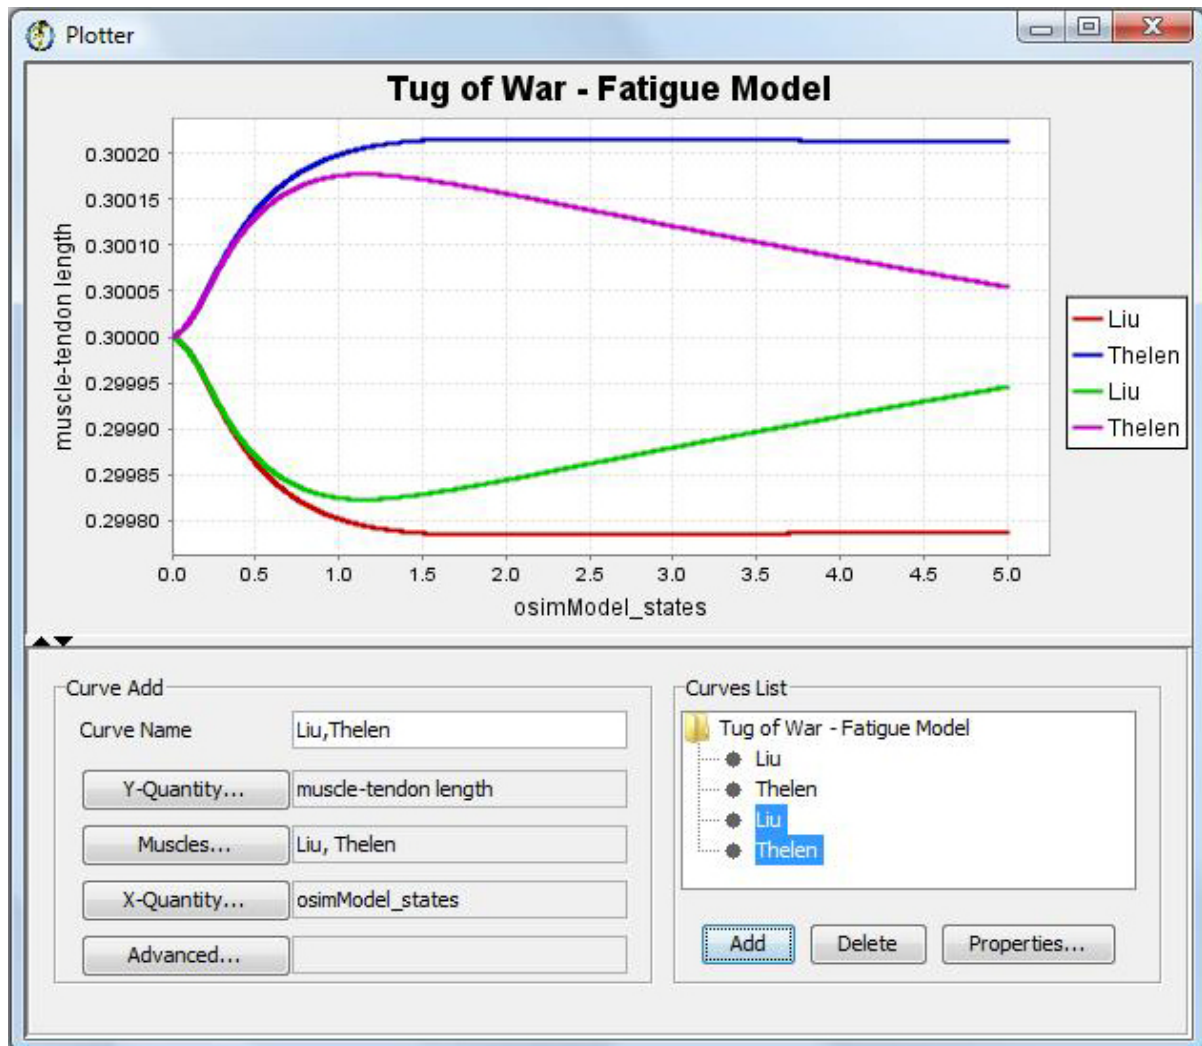 Plotter
Tug of War - Fatigue Model
muscle-tendon length
0.30020
0.30015
0.30010
0.30005
0.30000
0.29995
0.29990
0.29985
0.29980
0.0 0.5 1.0 1.5 2.0 2.5 3.0 3.5 4.0 4.5 5.0
osimModel_states
Liu
Thelen
Liu
Thelen
Curve Add
Curve Name Liu,Thelen
Y-Quantity... muscle-tendon length
Muscles... Liu, Thelen
X-Quantity... osimModel_states
Advanced...
Curves List
Tug of War - Fatigue Model
Liu
Thelen
Liu
Thelen
Add Delete Properties...